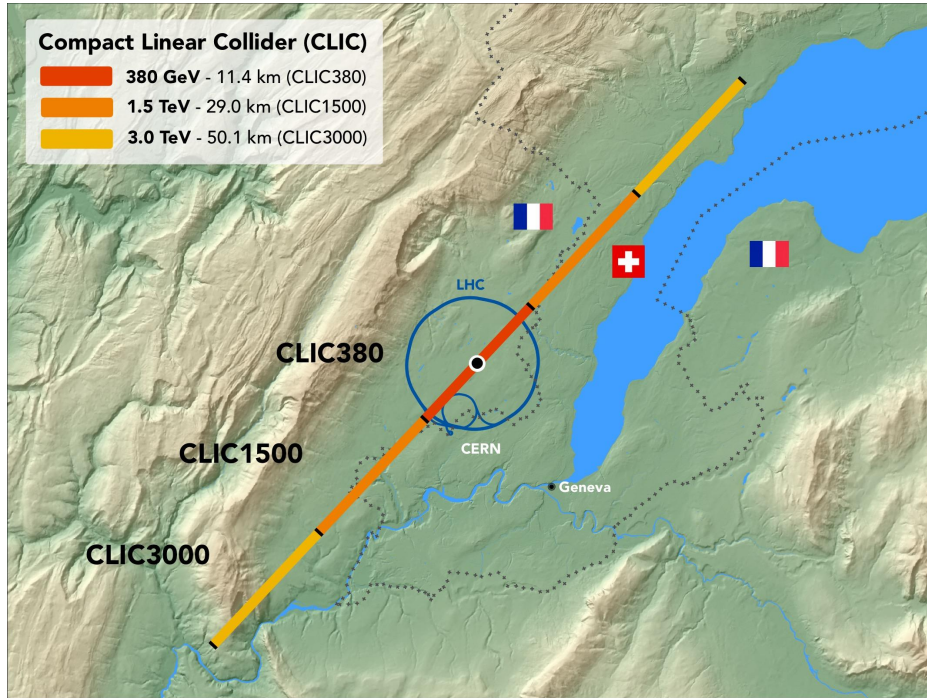 Compact Linear Collider (CLIC)
380 GeV - 11.4 km (CLIC380)
1.5 TeV - 29.0 km (CLIC1500)
3.0 TeV - 50.1 km (CLIC3000)
LHC
CLIC380
CLIC1500
CERN
Geneva
CLIC3000